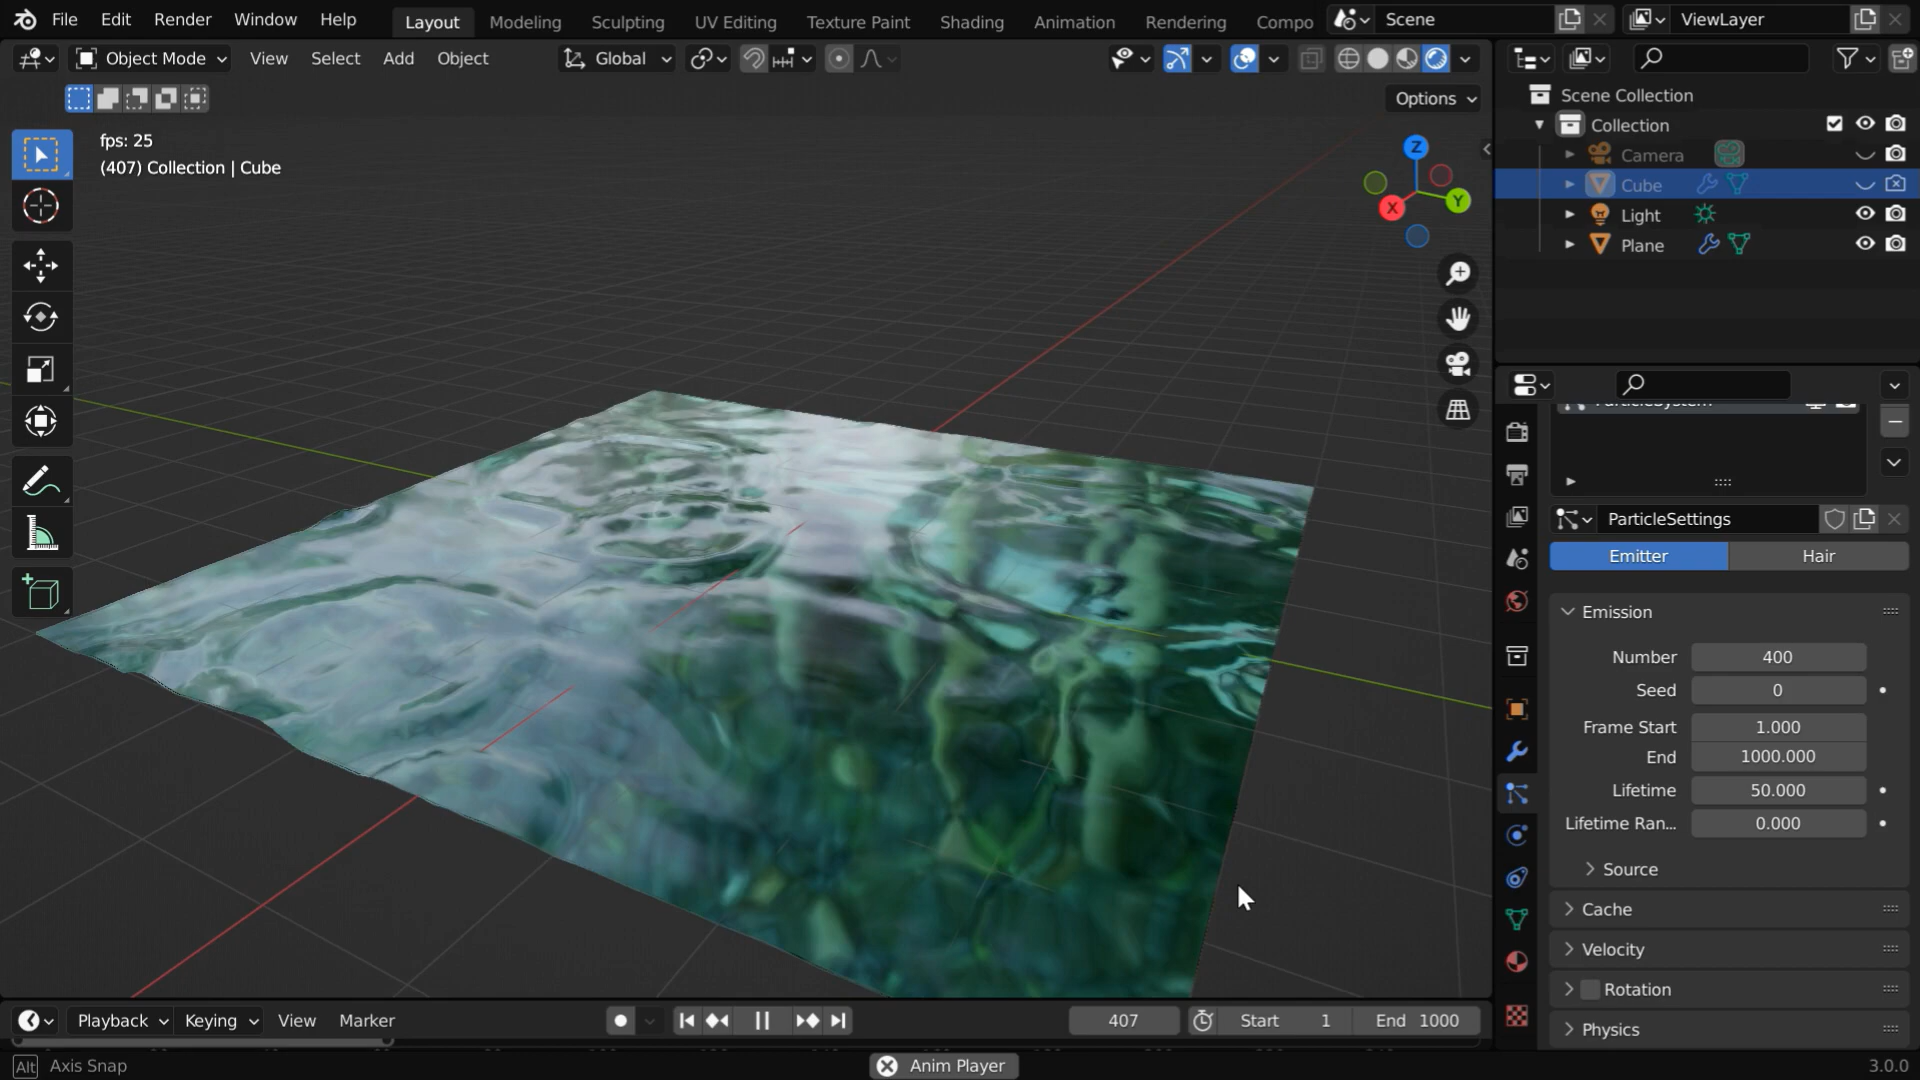 File Edit Render Window Help Layout Modeling Sculpting UV Editing Texture Paint Shading Animation Rendering Compo Scene ViewLayer
Object Mode View Select Add Object Global
Options
fps: 25
(407) Collection | Cube
Z
Y
X
Scene Collection
Collection
Camera
Cube
Light
Plane
ParticleSystem
ParticleSettings
Emitter Hair
Emission
Number 400
Seed 0
Frame Start 1.000
End 1000.000
Lifetime 50.000
Lifetime Ran... 0.000
Source
Cache
Velocity
Rotation
Physics
Playback Keying View Marker 407 Start 1 End 1000
Alt Axis Snap Anim Player 3.0.0